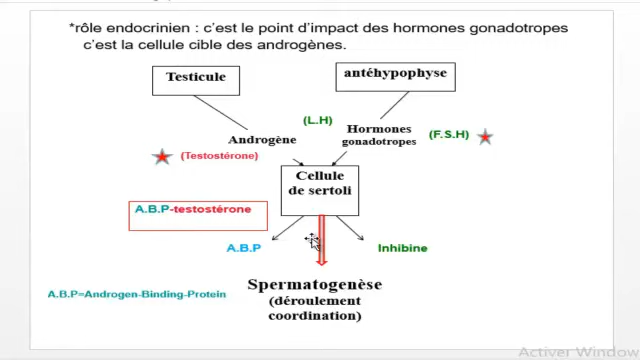 *rôle endocrinien : c'est le point d'impact des hormones gonadotropes
c'est la cellule cible des androgènes.
Testicule
antéhypophyse
(L.H)
Androgène
Hormones
gonadotropes
(F.S.H)
(Testostérone)
Cellule
de sertoli
A.B.P-testostérone
A.B.P
Inhibine
Spermatogenèse
(déroulement
coordination)
A.B.P=Androgen-Binding-Protein
Activer Window